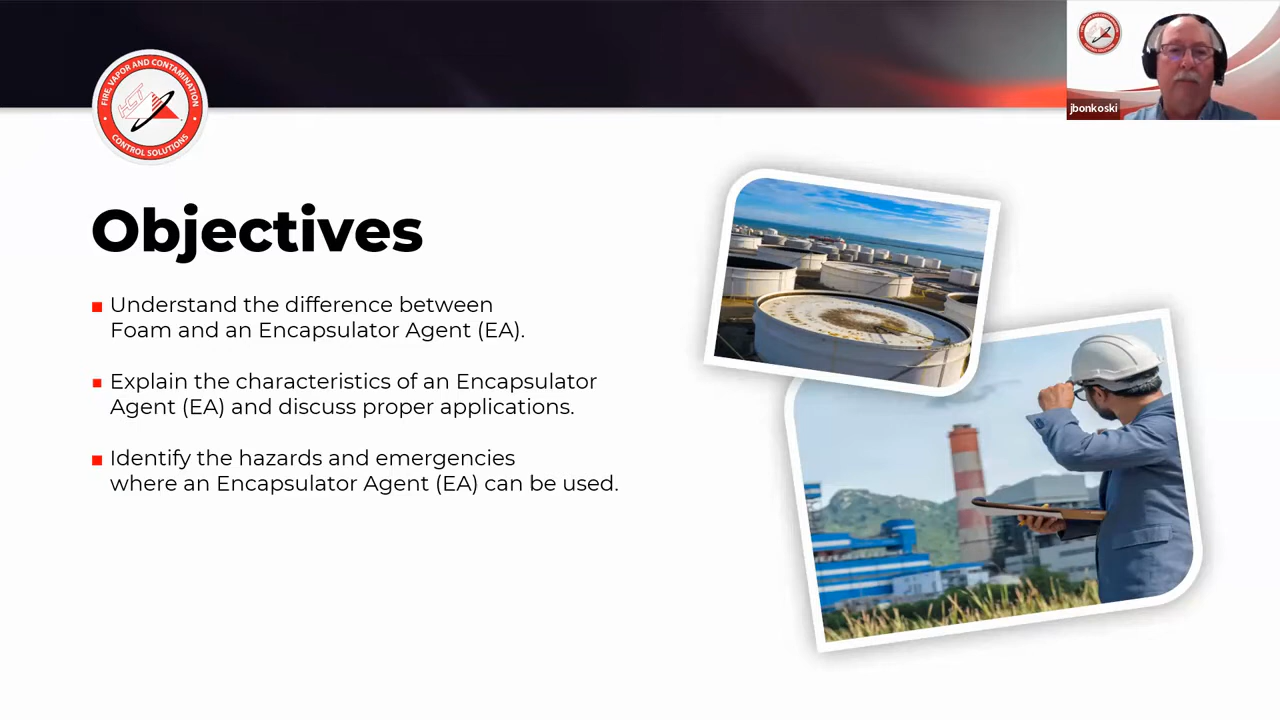 FIRE, VAPOR AND CONTAMINATION
HCT
CONTROL SOLUTIONS
jbonkoski
Objectives
Understand the difference between
Foam and an Encapsulator Agent (EA).
Explain the characteristics of an Encapsulator
Agent (EA) and discuss proper applications.
Identify the hazards and emergencies
where an Encapsulator Agent (EA) can be used.